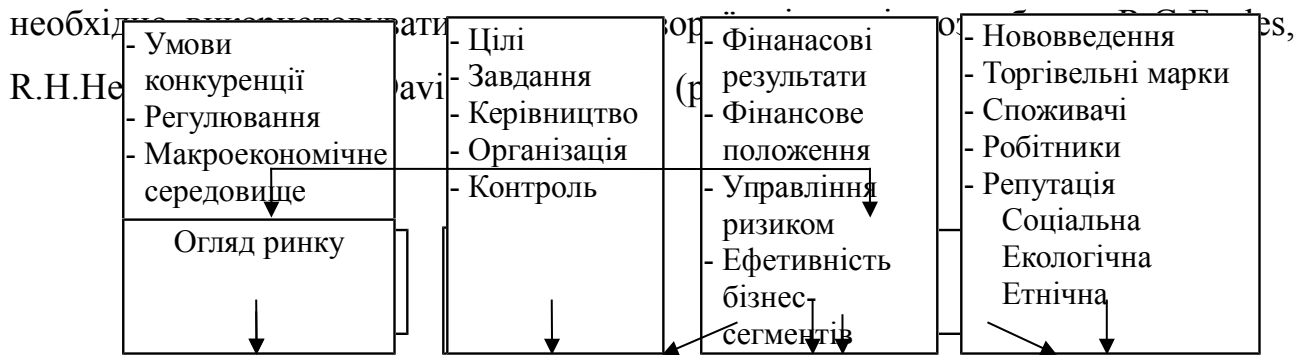 необхідно використовувати
R.H.He
- Умови
конкуренції
- Регулювання
- Макроекономічне
середовище
Огляд ринку
- Цілі
- Завдання
- Керівництво
- Організація
- Контроль
- Фінанасові
результати
- Фінансове
положення
- Управління
ризиком
- Ефетивність
бізнес-
сегментів
- Нововведення
- Торгівельні марки
- Споживачі
- Робітники
- Репутація
Соціальна
Екологічна
Етнічна